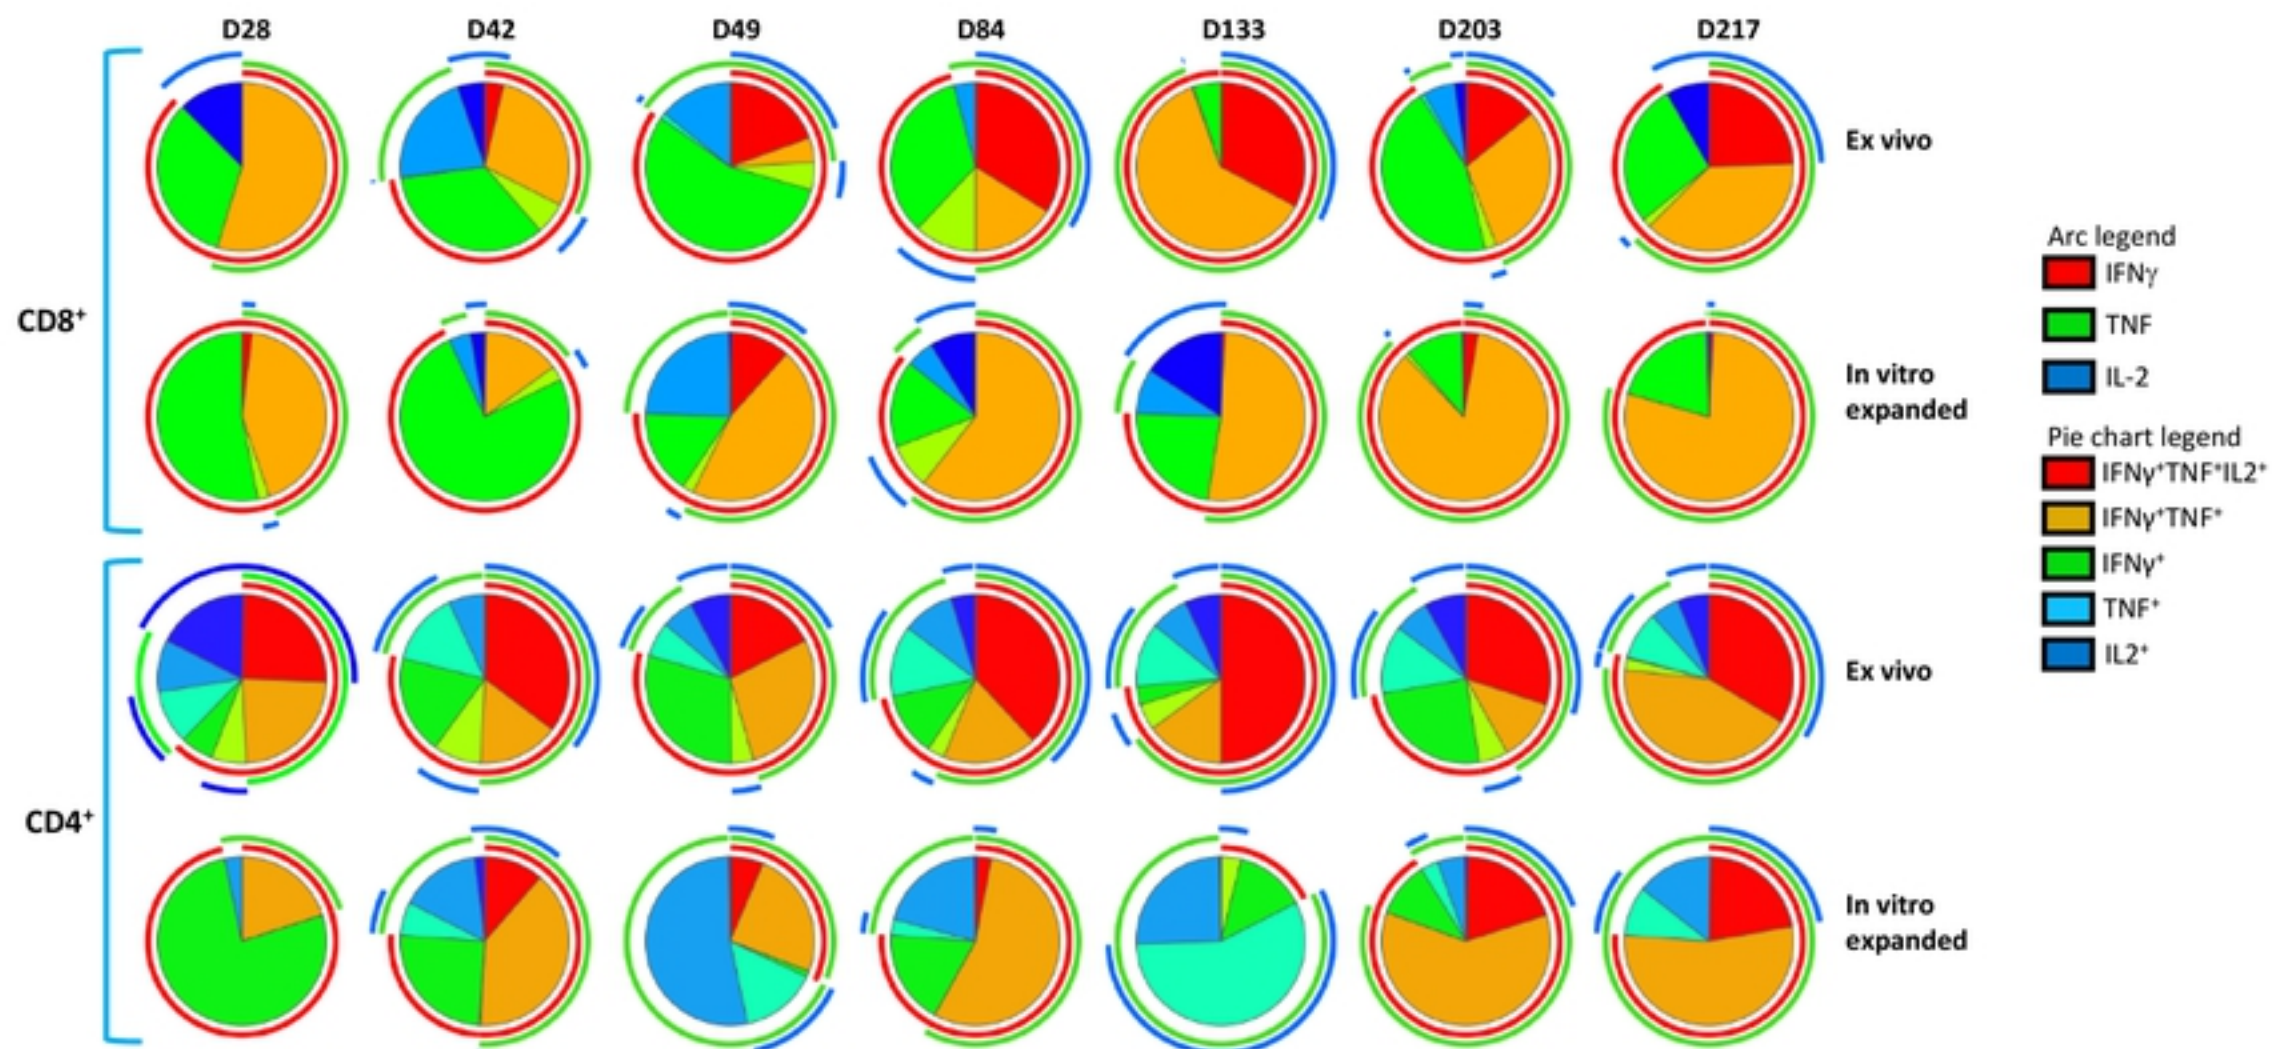 D28 D42 D49 D84 D133 D203 D217
Ex vivo
CD8⁺
In vitro
expanded
Ex vivo
CD4⁺
In vitro
expanded
Arc legend
IFNγ
TNF
IL-2
Pie chart legend
IFNγ⁺TNF⁺IL2⁺
IFNγ⁺TNF⁺
IFNγ⁺
TNF⁺
IL2⁺